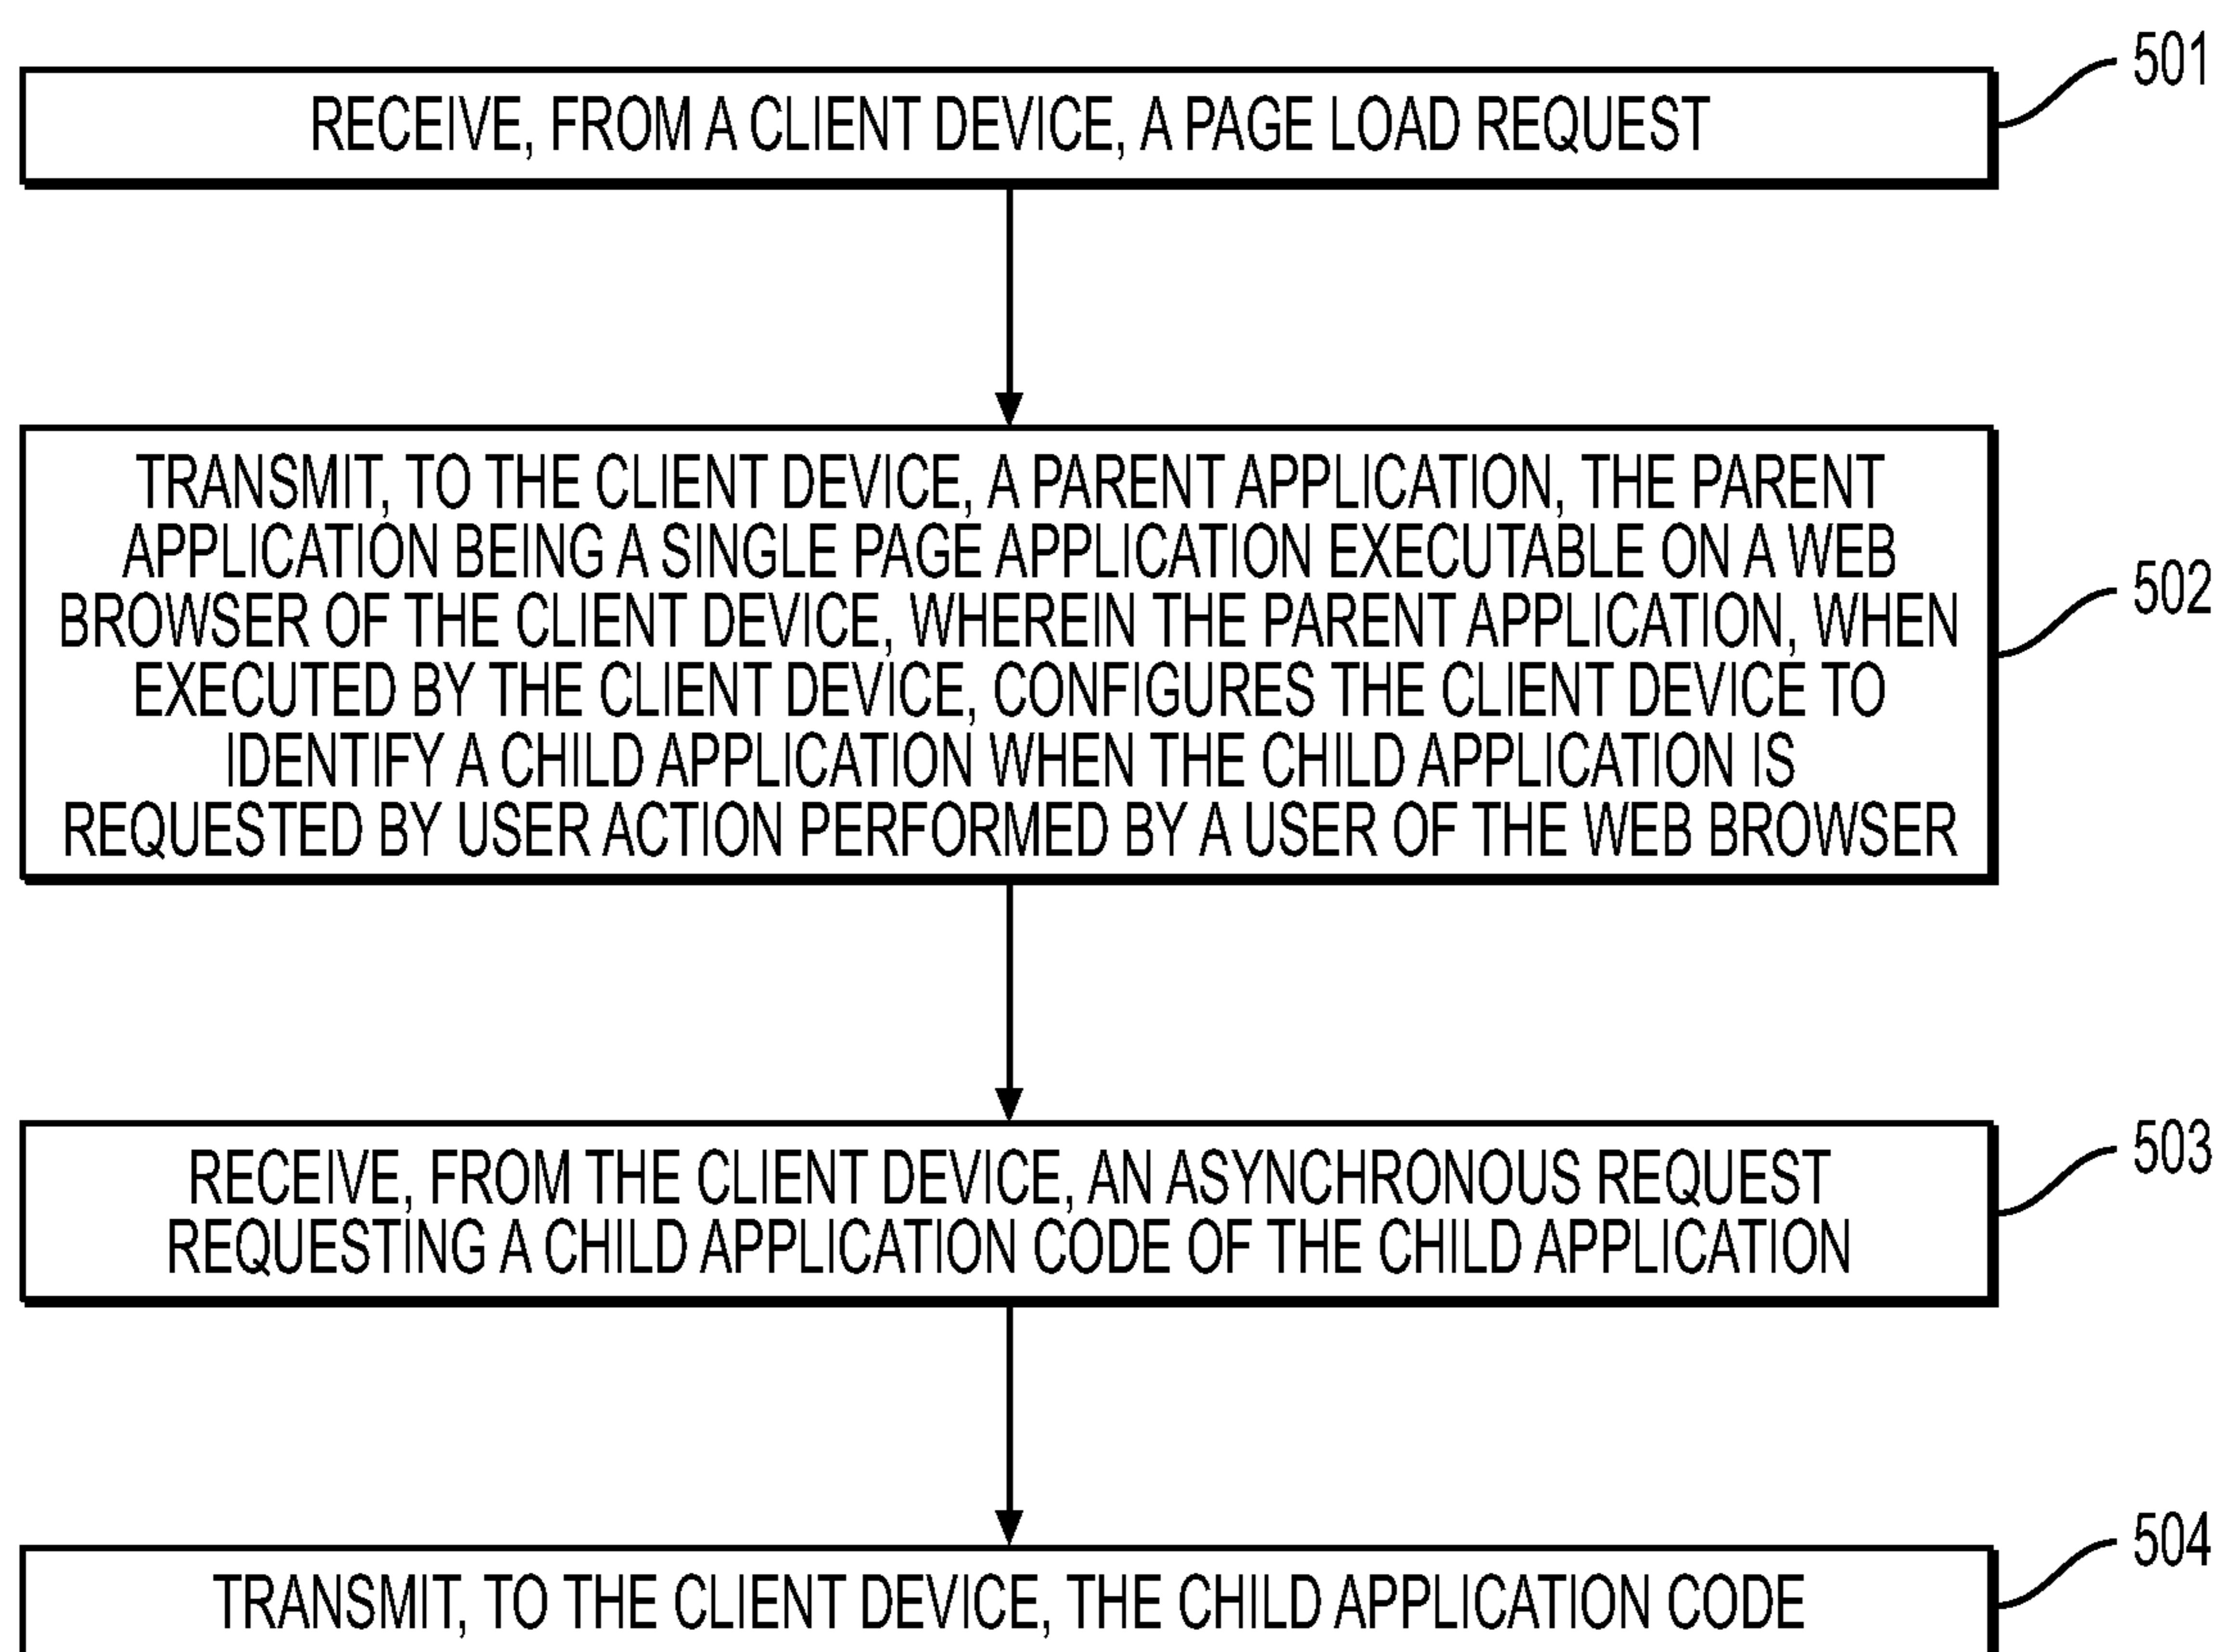 501
RECEIVE, FROM A CLIENT DEVICE, A PAGE LOAD REQUEST
TRANSMIT, TO THE CLIENT DEVICE, A PARENT APPLICATION, THE PARENT
APPLICATION BEING A SINGLE PAGE APPLICATION EXECUTABLE ON A WEB
BROWSER OF THE CLIENT DEVICE, WHEREIN THE PARENT APPLICATION, WHEN
EXECUTED BY THE CLIENT DEVICE, CONFIGURES THE CLIENT DEVICE TO
IDENTIFY A CHILD APPLICATION WHEN THE CHILD APPLICATION IS
REQUESTED BY USER ACTION PERFORMED BY A USER OF THE WEB BROWSER
502
RECEIVE, FROM THE CLIENT DEVICE, AN ASYNCHRONOUS REQUEST
REQUESTING A CHILD APPLICATION CODE OF THE CHILD APPLICATION
503
504
TRANSMIT, TO THE CLIENT DEVICE, THE CHILD APPLICATION CODE